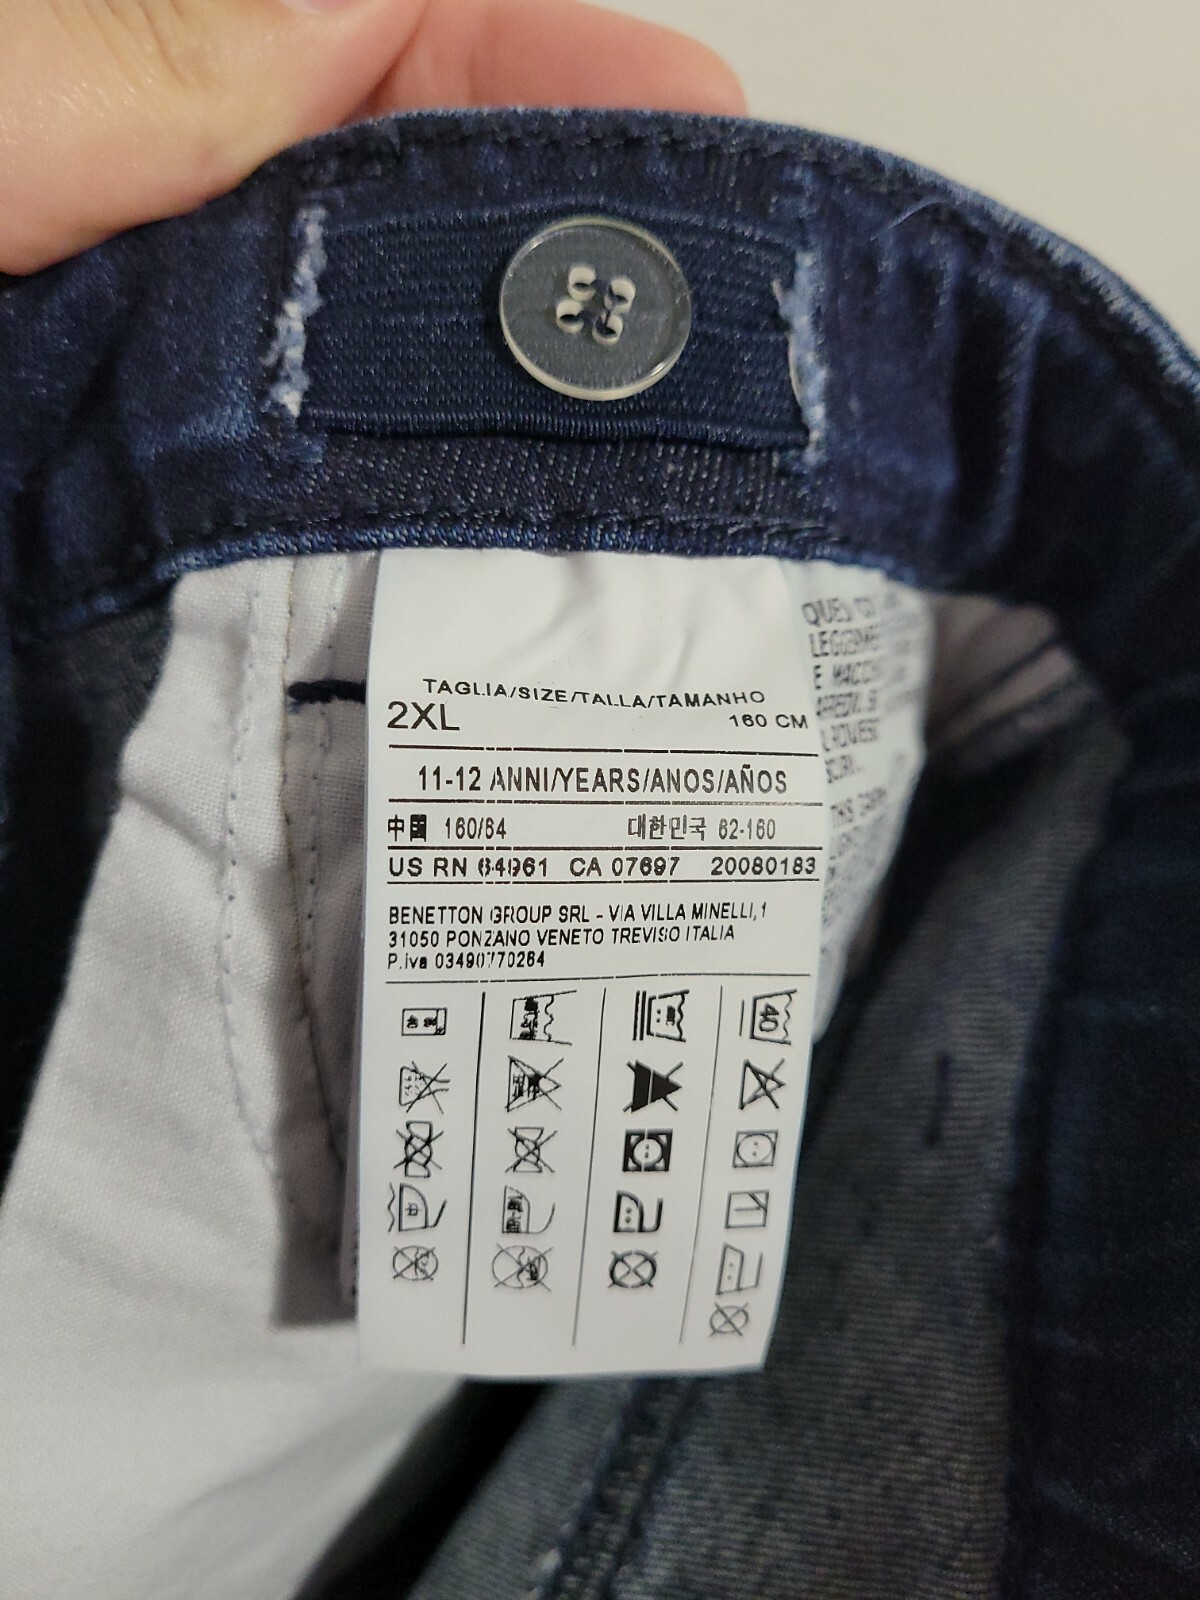 TAGLIA/SIZE/TALLA/TAMANHO
2XL 160 CM
11-12 ANNI/YEARS/ANOS/AÑOS
中国 160/64 대한민국 62-160
US RN 64961 CA 07697 20080183
BENETTON GROUP SRL - VIA VILLA MINELLI,1
31050 PONZANO VENETO TREVISO ITALIA
P.iva 03490770264
40
E